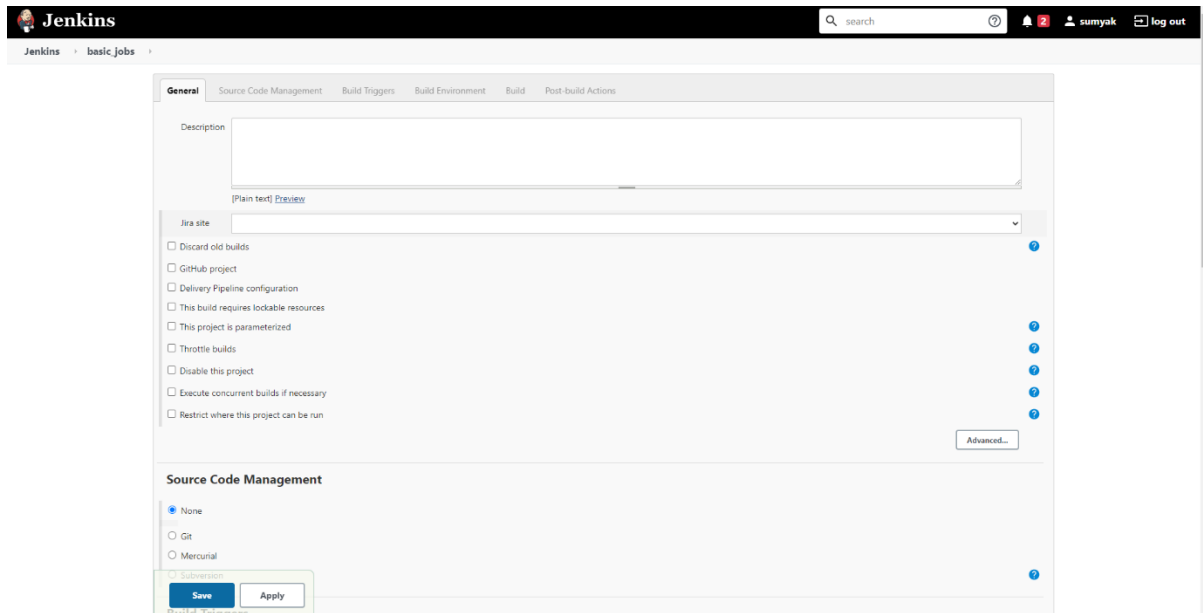 Jenkins
search
2
sumyak
log out
Jenkins
basic_jobs
General
Source Code Management
Build Triggers
Build Environment
Build
Post-build Actions
Description
[Plain text] Preview
Jira site
Discard old builds
GitHub project
Delivery Pipeline configuration
This build requires lockable resources
This project is parameterized
Throttle builds
Disable this project
Execute concurrent builds if necessary
Restrict where this project can be run
Advanced...
Source Code Management
None
Git
Mercurial
Subversion
Save
Apply
Build Triggers